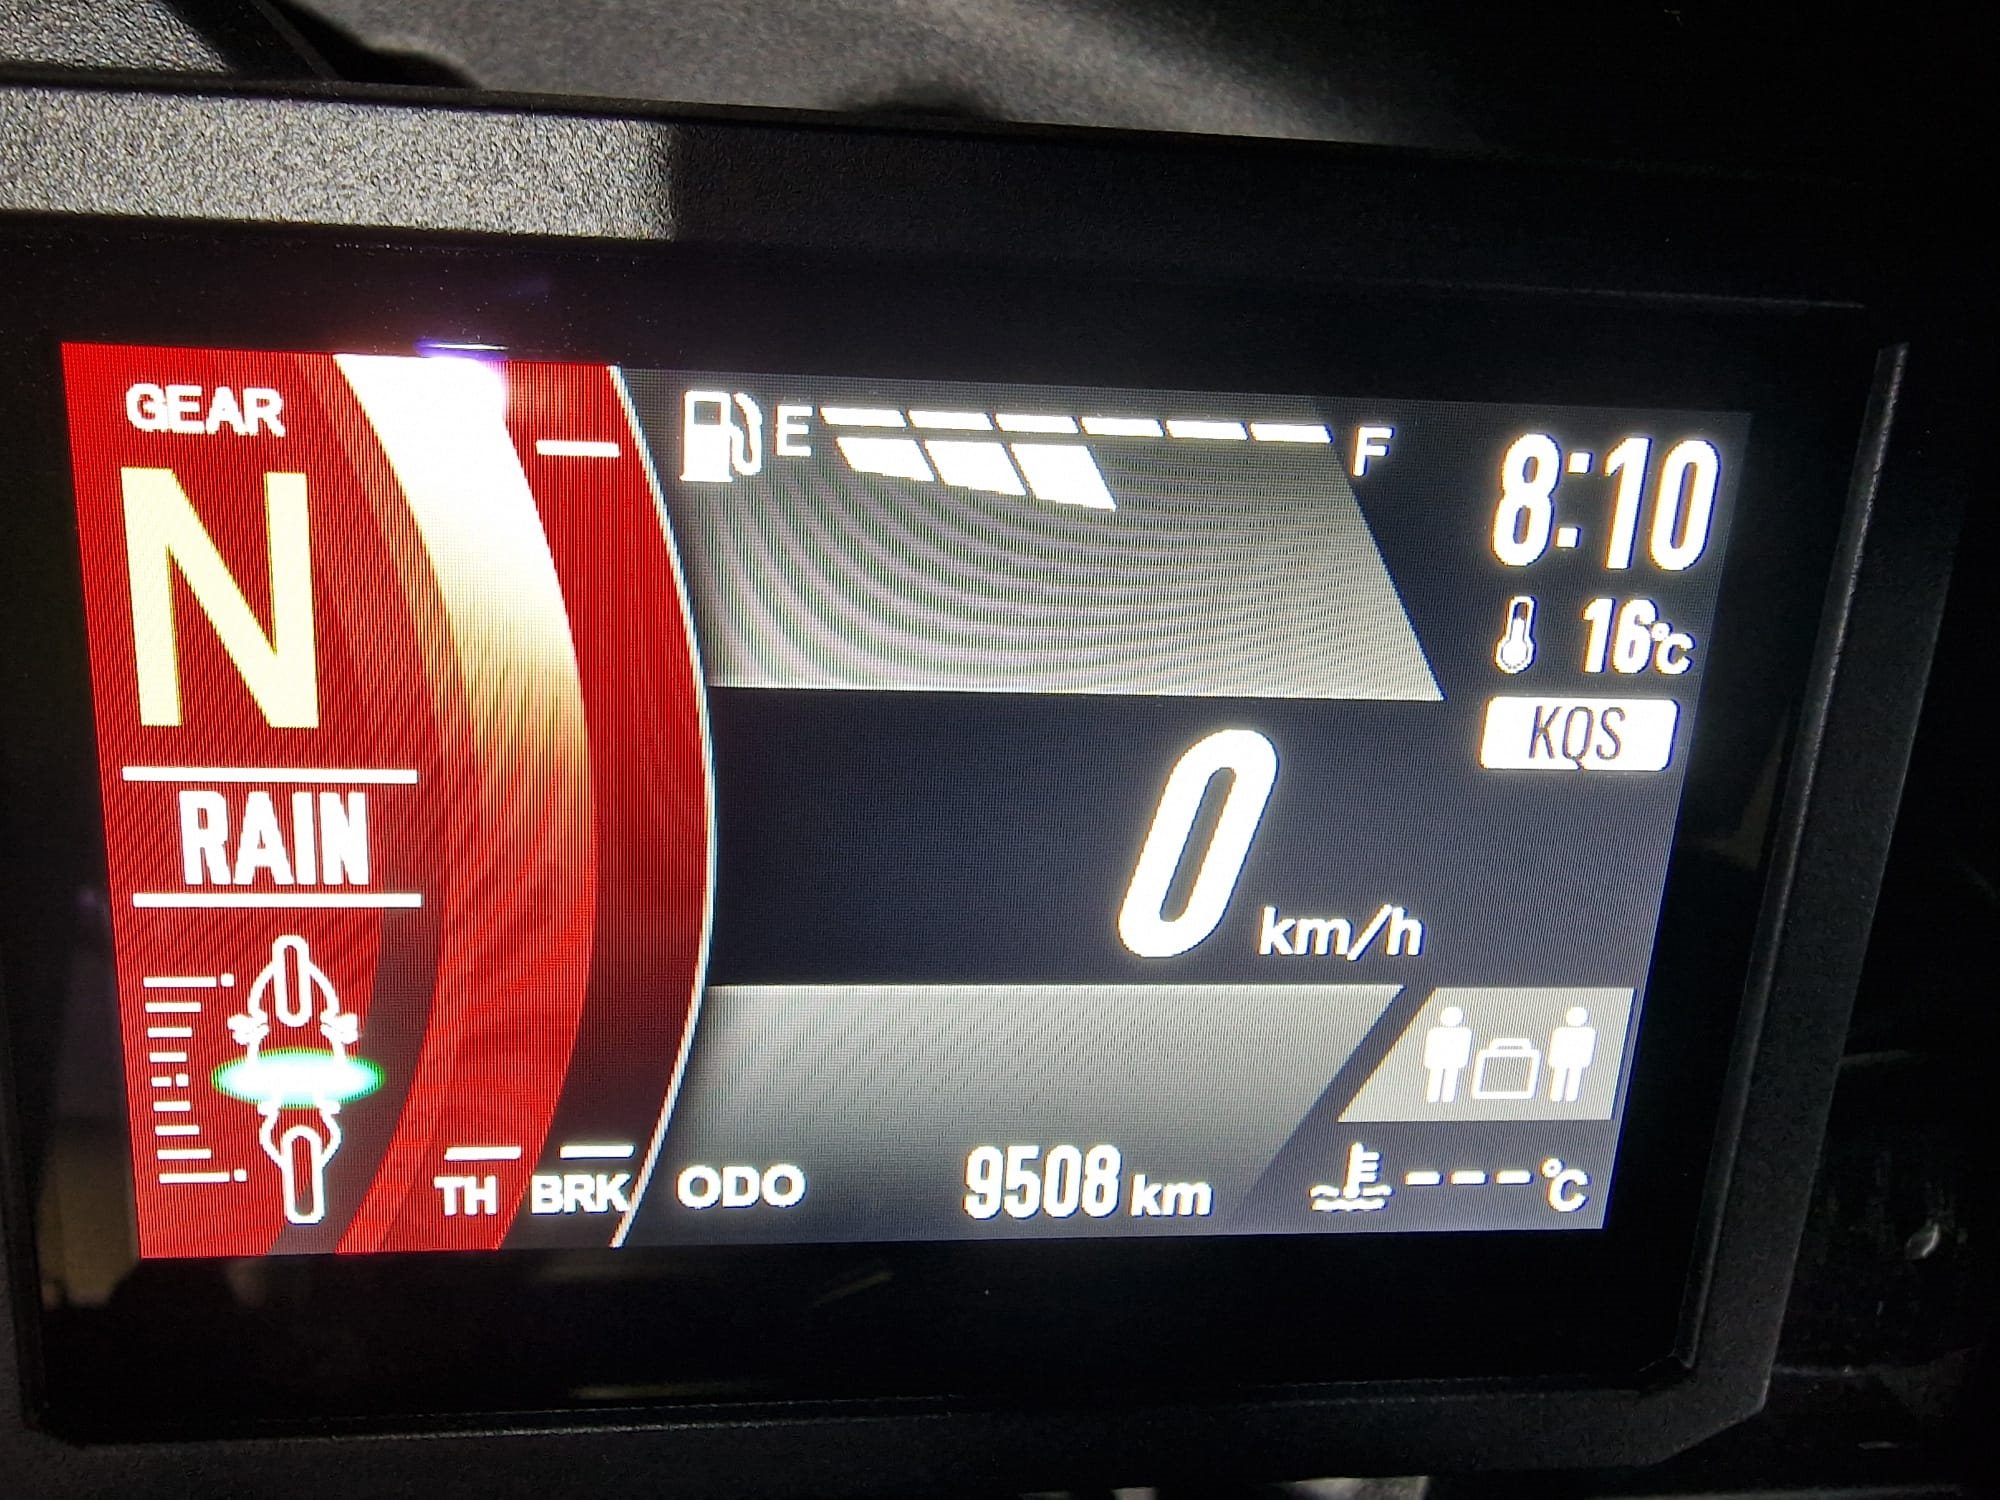 GEAR
N
RAIN
TH BRK
E F
8:10
16°C
KQS
0 km/h
ODO 9508 km
---°C